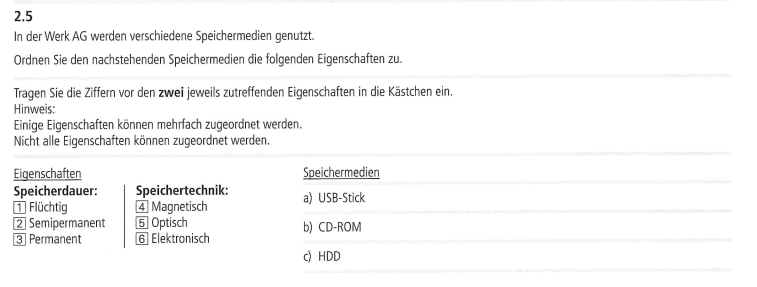 2.5
In der Werk AG werden verschiedene Speichermedien genutzt.
Ordnen Sie den nachstehenden Speichermedien die folgenden Eigenschaften zu.
Tragen Sie die Ziffern vor den zwei jeweils zutreffenden Eigenschaften in die Kästchen ein.
Hinweis:
Einige Eigenschaften können mehrfach zugeordnet werden.
Nicht alle Eigenschaften können zugeordnet werden.
Eigenschaften
Speicherdauer:
1 Flüchtig
2 Semipermanent
3 Permanent
Speichertechnik:
4 Magnetisch
5 Optisch
6 Elektronisch
Speichermedien
a) USB-Stick
b) CD-ROM
c) HDD